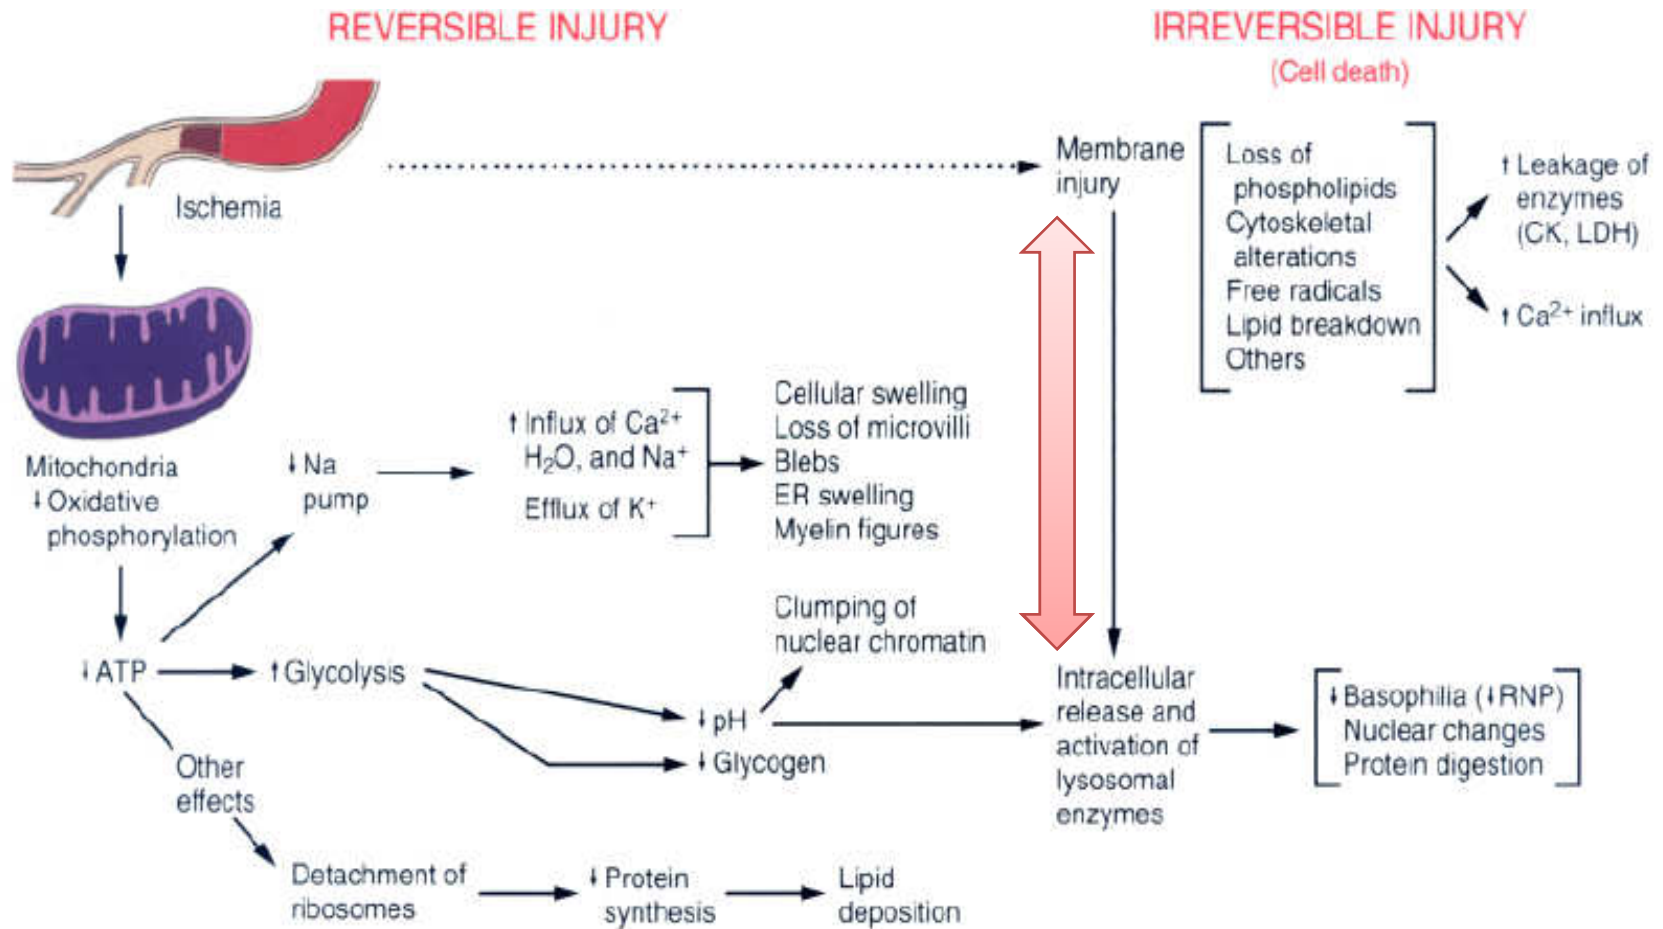 REVERSIBLE INJURY
IRREVERSIBLE INJURY
(Cell death)
Ischemia
Membrane
injury
Loss of
phospholipids
Cytoskeletal
alterations
Free radicals
Lipid breakdown
Others
↑ Leakage of
enzymes
(CK, LDH)
↑ Ca²⁺ influx
Mitochondria
↓ Oxidative
phosphorylation
↓ Na
pump
↑ Influx of Ca²⁺
H₂O, and Na⁺
Efflux of K⁺
Cellular swelling
Loss of microvilli
Blebs
ER swelling
Myelin figures
↓ ATP
↑ Glycolysis
Clumping of
nuclear chromatin
↓ pH
↓ Glycogen
Intracellular
release and
activation of
lysosomal
enzymes
↓ Basophilia (↓RNP)
Nuclear changes
Protein digestion
Other
effects
Detachment of
ribosomes
↓ Protein
synthesis
Lipid
deposition